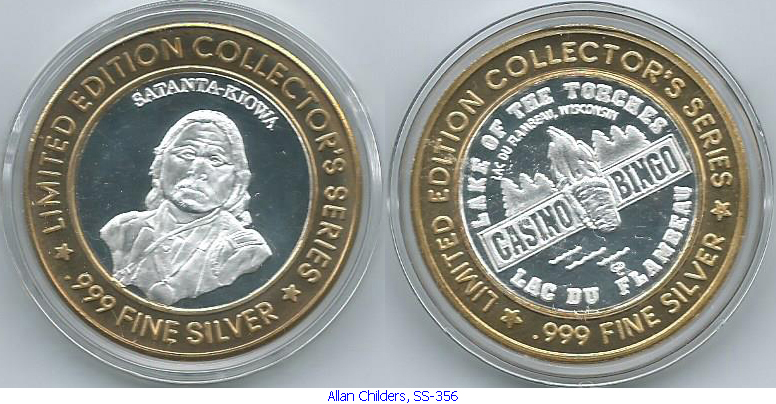 LIMITED EDITION COLLECTOR'S SERIES
SATANTA-KIOWA
★ .999 FINE SILVER ★
LIMITED EDITION COLLECTOR'S SERIES
LAKE OF THE TORCHES
LAC DU FLAMBEAU, WISCONSIN
CASINO BINGO
LAC DU FLAMBEAU
★ .999 FINE SILVER ★
Allan Childers, SS-356